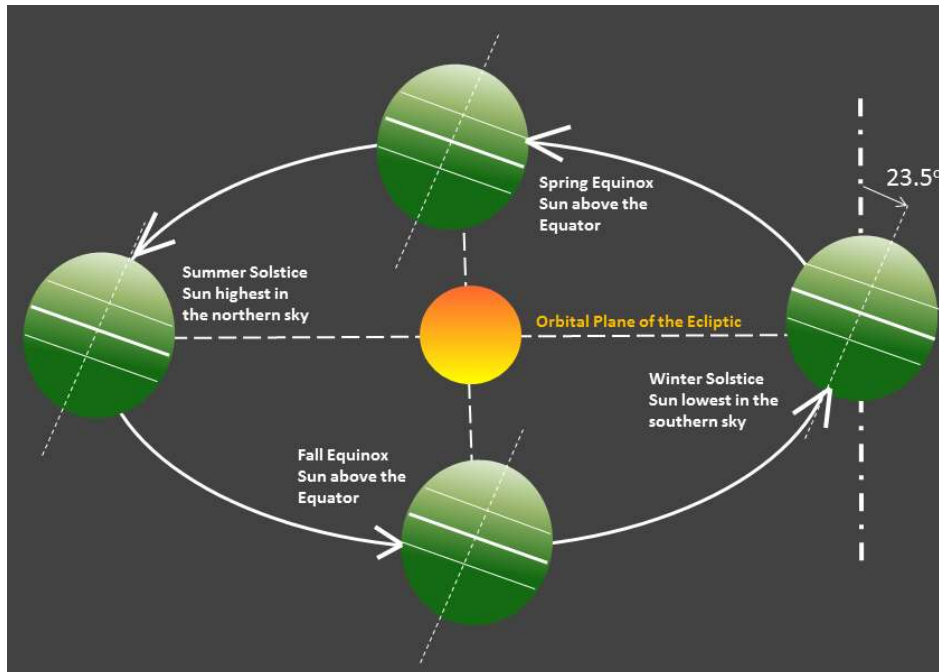 Spring Equinox
Sun above the
Equator
23.5°
Summer Solstice
Sun highest in
the northern sky
Orbital Plane of the Ecliptic
Winter Solstice
Sun lowest in the
southern sky
Fall Equinox
Sun above the
Equator